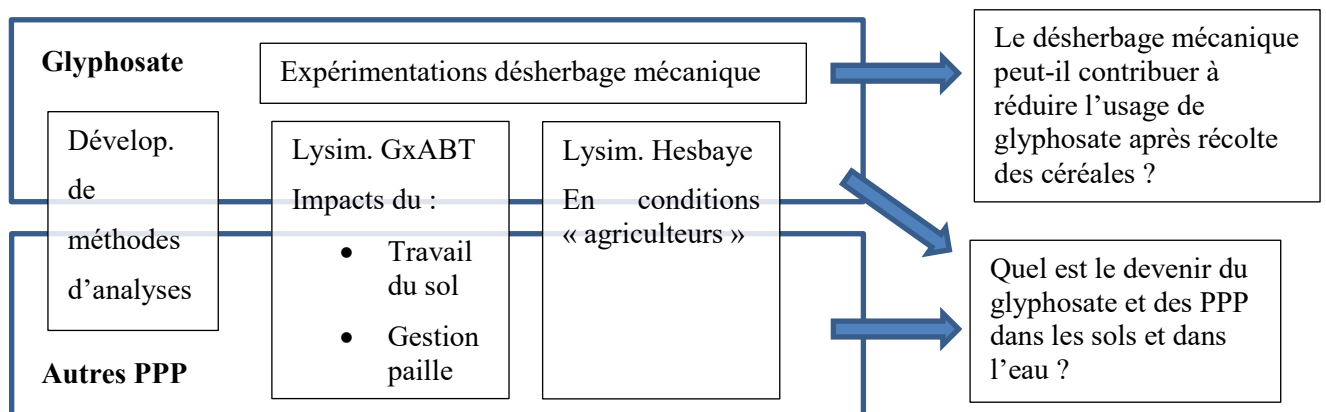 Glyphosate
Expérimentations désherbage mécanique
Dévelop.
de
méthodes
d’analyses
Lysim. GxABT
Impacts du :
• Travail
du sol
• Gestion
paille
Lysim. Hesbaye
En conditions
« agriculteurs »
Autres PPP
Le désherbage mécanique
peut-il contribuer à
réduire l’usage de
glyphosate après récolte
des céréales ?
Quel est le devenir du
glyphosate et des PPP
dans les sols et dans
l’eau ?